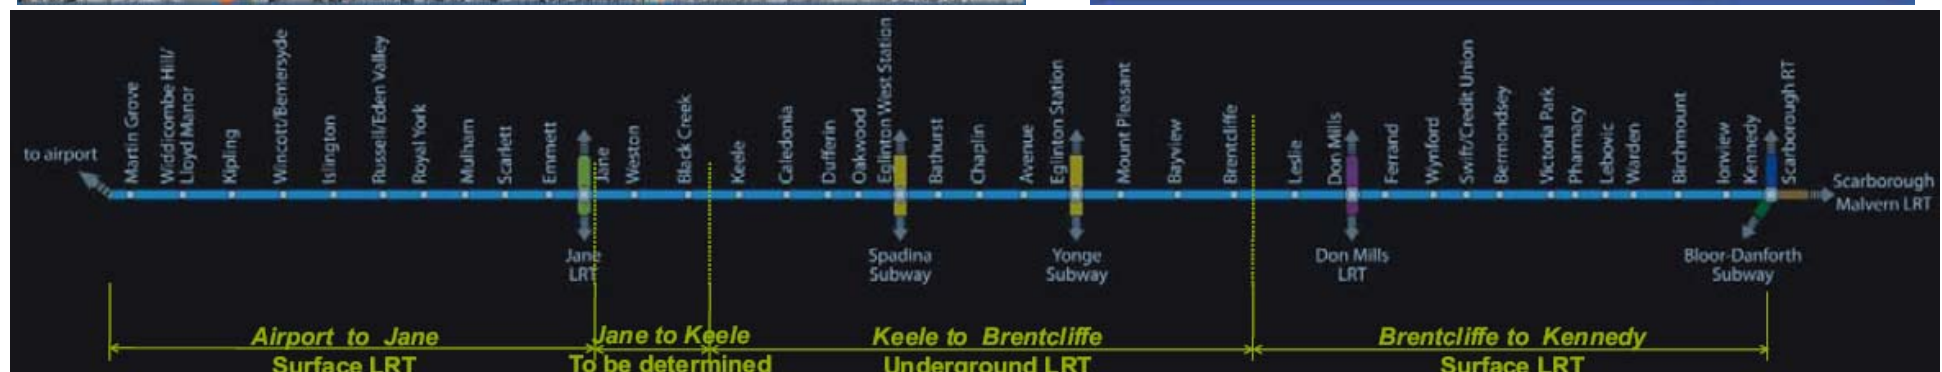 to airport
Martin Grove
Widdicombe Hill/
Lloyd Manor
Kipling
Wincott/Bemersyde
Islington
Russell/Eden Valley
Royal York
Mulham
Scarlett
Emmett
Jane
Weston
Black Creek
Keele
Caledonia
Dufferin
Oakwood
Eglinton West Station
Bathurst
Chaplin
Avenue
Eglinton Station
Mount Pleasant
Bayview
Brentcliffe
Leslie
Don Mills
Ferrand
Wynford
Swift/Credit Union
Bermondsey
Victoria Park
Pharmacy
Lebovic
Warden
Birchmount
Ionview
Kennedy
Scarborough RT
Scarborough
Malvern LRT
Jane
LRT
Spadina
Subway
Yonge
Subway
Don Mills
LRT
Bloor-Danforth
Subway
Airport to Jane
Surface LRT
Jane to Keele
To be determined
Keele to Brentcliffe
Underground LRT
Brentcliffe to Kennedy
Surface LRT